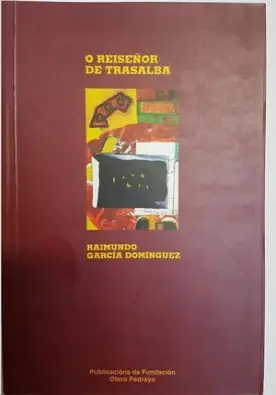 O REISEÑOR
DE TRASALBA
RAIMUNDO
GARCÍA DOMÍNGUEZ
Publicacións da Fundación
Otero Pedrayo